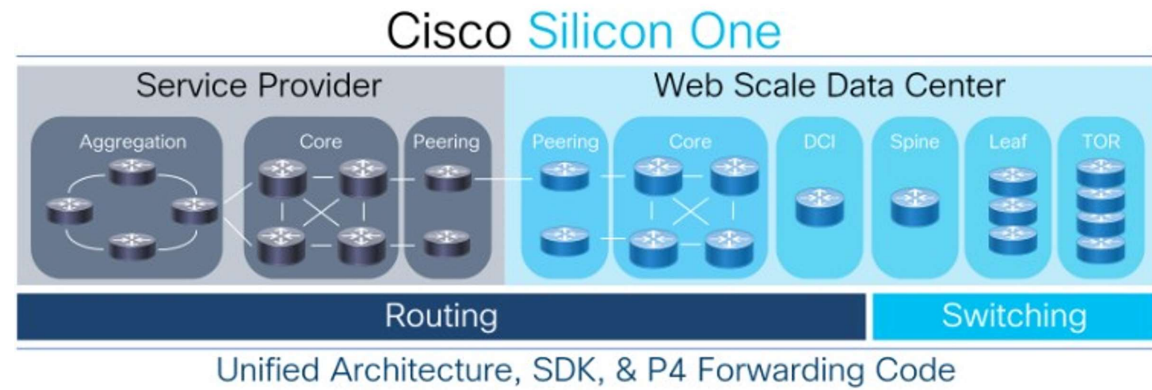 Cisco Silicon One
Service Provider
Web Scale Data Center
Aggregation
Core
Peering
Peering
Core
DCI
Spine
Leaf
TOR
Routing
Switching
Unified Architecture, SDK, & P4 Forwarding Code